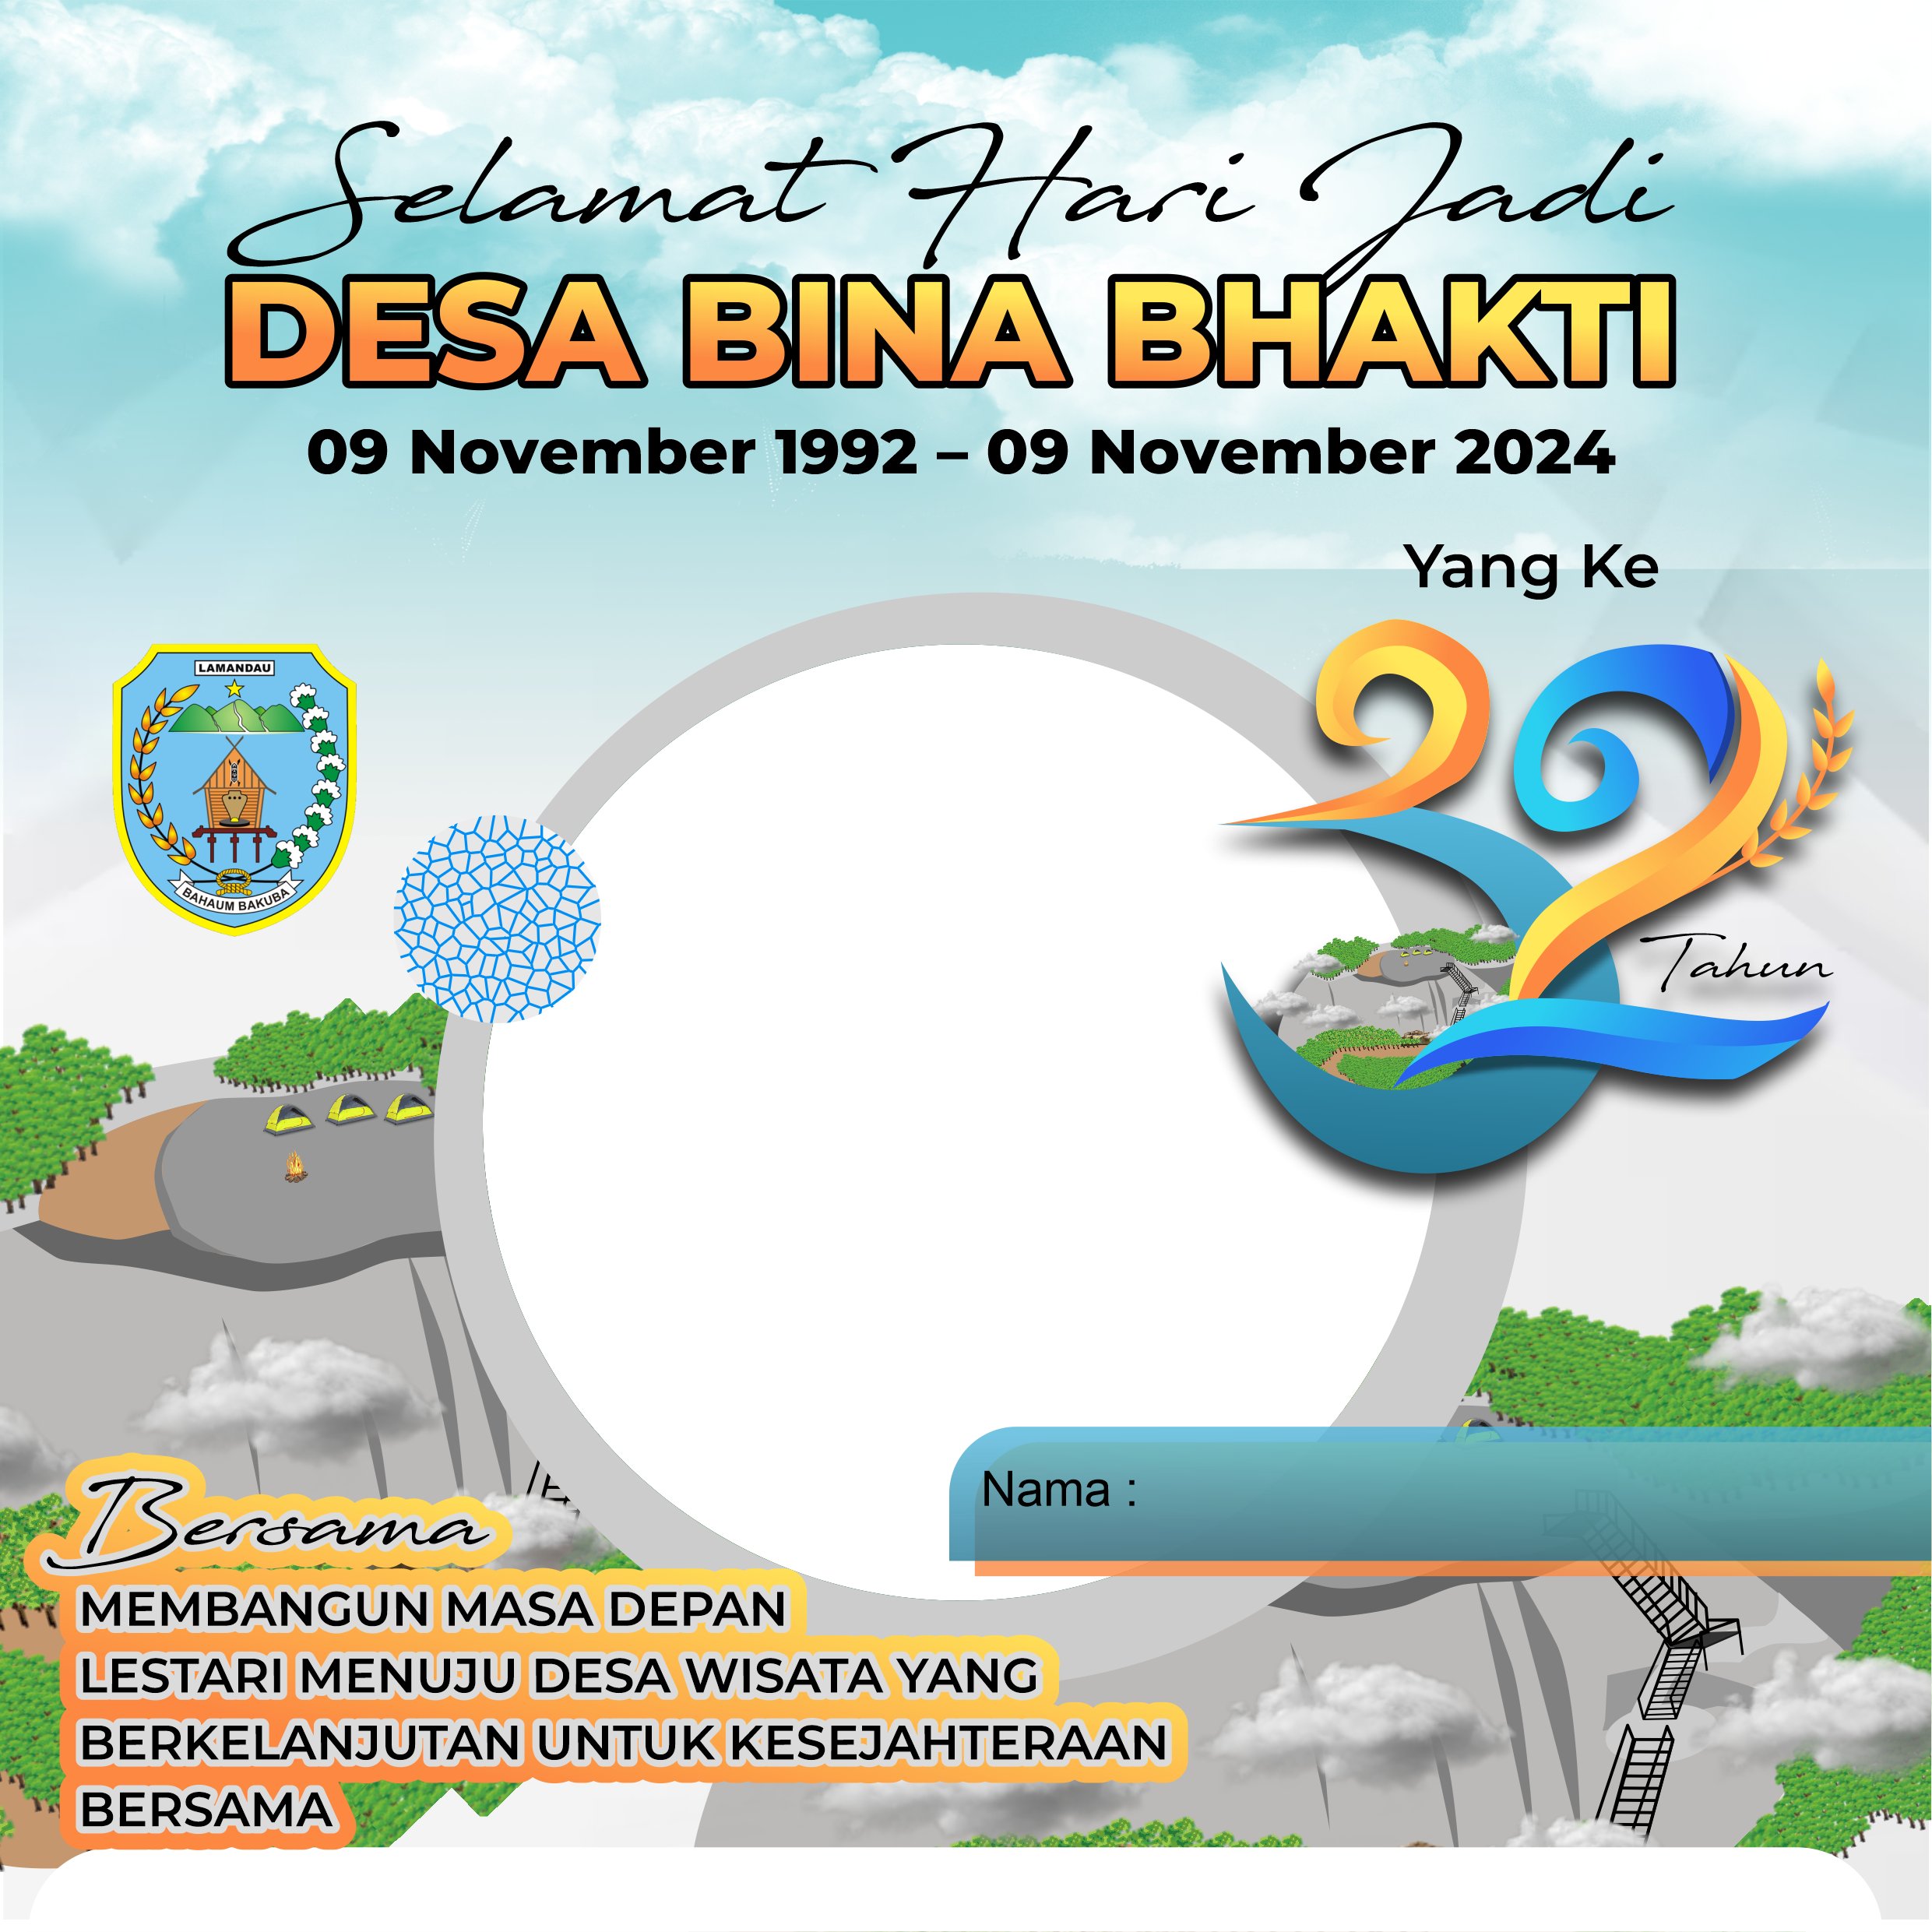 Selamat Hari Jadi
DESA BINA BHAKTI
09 November 1992 – 09 November 2024
Yang Ke
32
Tahun
LAMANDAU
BAHAUM BAKUBA
Nama :
Bersama
MEMBANGUN MASA DEPAN
LESTARI MENUJU DESA WISATA YANG
BERKELANJUTAN UNTUK KESEJAHTERAAN
BERSAMA